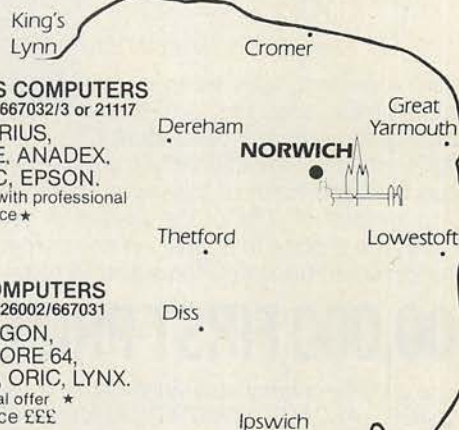 King's
Lynn
Cromer
S COMPUTERS
667032/3 or 21117
RIUS,
E, ANADEX,
C, EPSON.
with professional
ce ★
Great
Yarmouth
Dereham
NORWICH
Thetford
Lowestoft
OMPUTERS
26002/667031
GON,
ORE 64,
, ORIC, LYNX.
al offer ★
ce £££
Diss
Ipswich